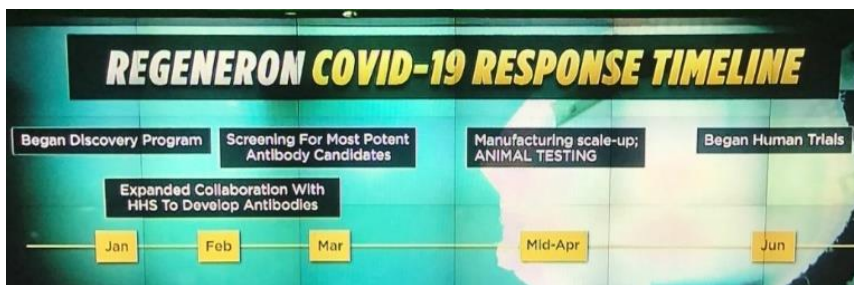 REGENERON COVID-19 RESPONSE TIMELINE
Began Discovery Program
Screening For Most Potent
Antibody Candidates
Manufacturing scale-up;
ANIMAL TESTING
Began Human Trials
Expanded Collaboration With
HHS To Develop Antibodies
Jan
Feb
Mar
Mid-Apr
Jun